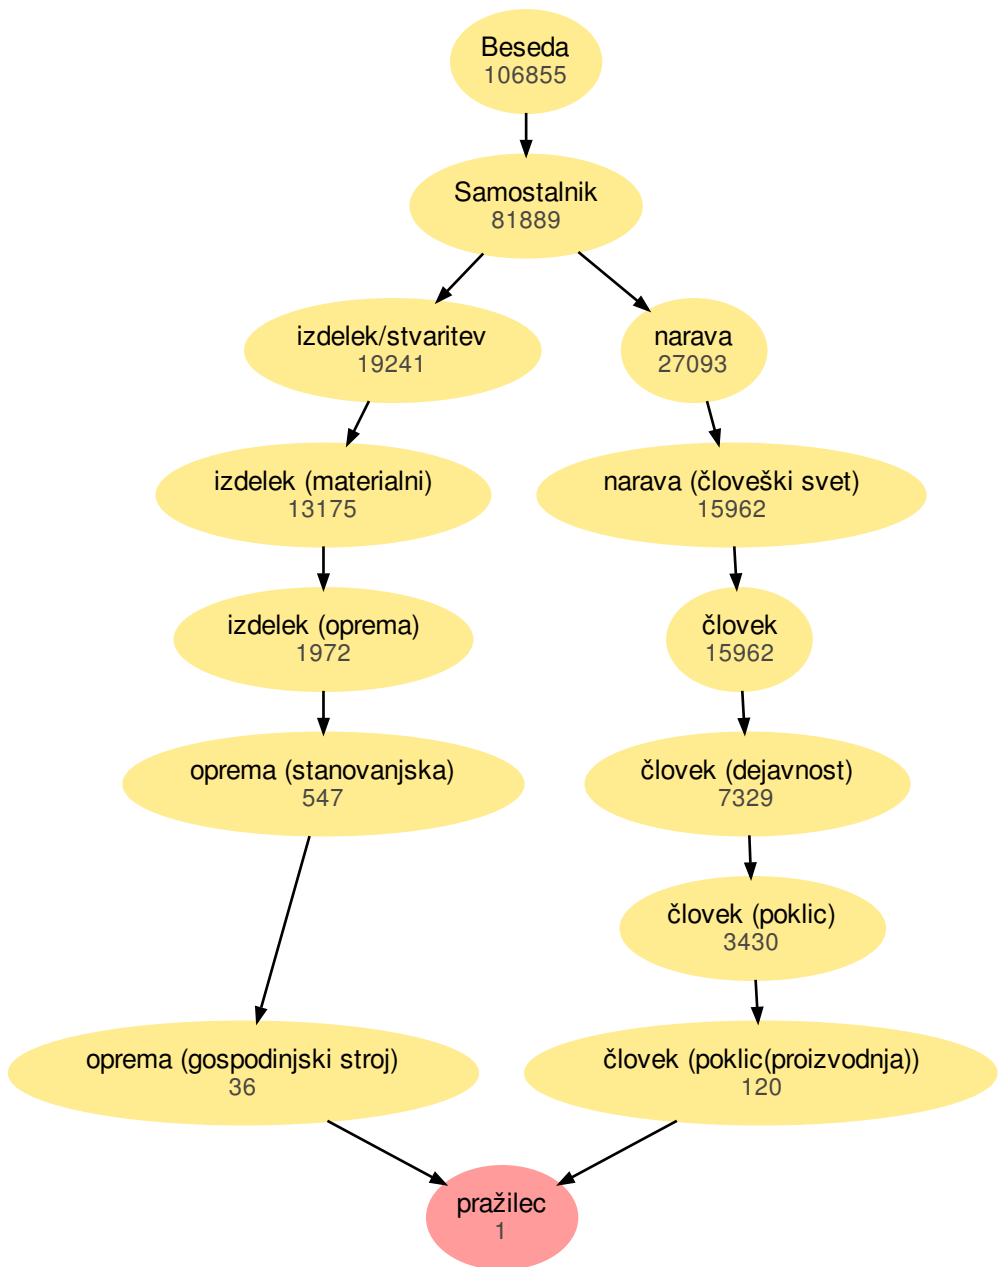 Beseda
106855
Samostalnik
81889
izdelek/stvaritev
19241
narava
27093
izdelek (materialni)
13175
narava (človeški svet)
15962
izdelek (oprema)
1972
človek
15962
oprema (stanovanjska)
547
človek (dejavnost)
7329
človek (poklic)
3430
oprema (gospodinjski stroj)
36
človek (poklic(proizvodnja))
120
pražilec
1